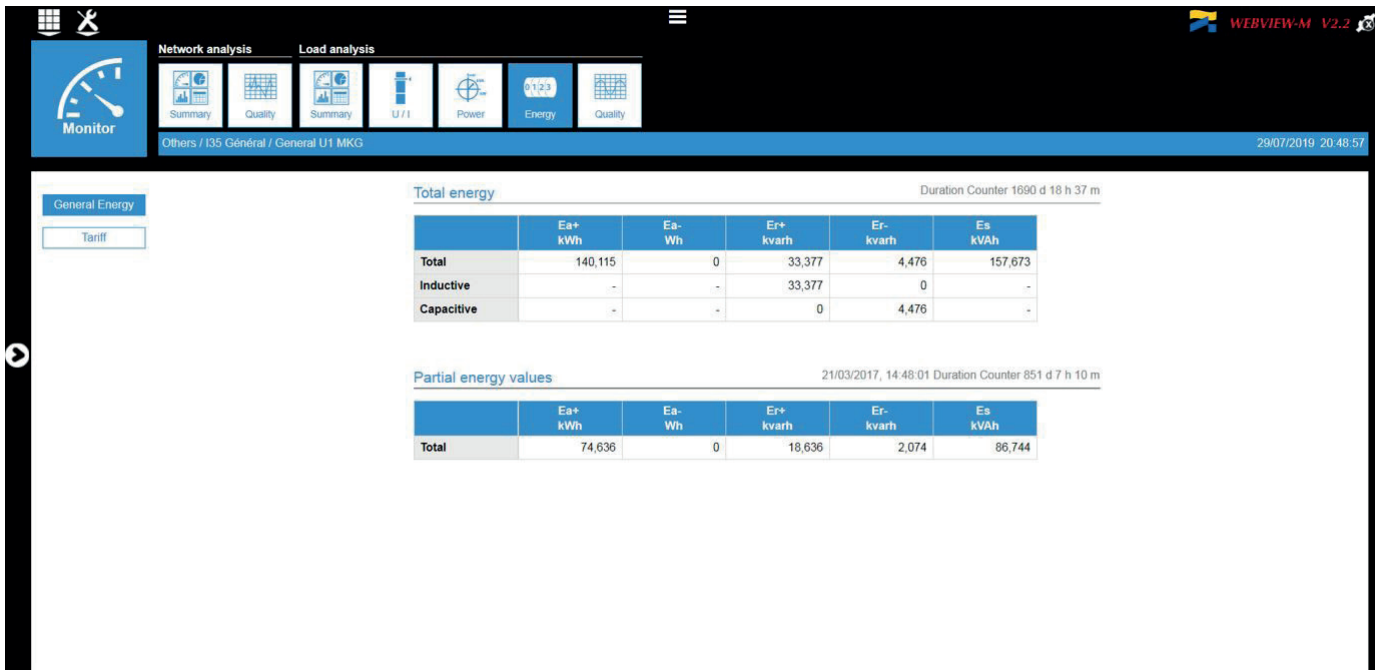 WEBVIEW-M V2.2
Network analysis Load analysis
Monitor
Summary Quality Summary U / I Power 0123 Energy Quality
Others / I35 Général / General U1 MKG 29/07/2019 20:48:57
General Energy
Tariff
Total energy Duration Counter 1690 d 18 h 37 m
Ea+ Ea- Er+ Er- Es
kWh Wh kvarh kvarh kVAh
Total 140,115 0 33,377 4,476 157,673
Inductive - - 33,377 0 -
Capacitive - - 0 4,476 -
Partial energy values 21/03/2017, 14:48:01 Duration Counter 851 d 7 h 10 m
Ea+ Ea- Er+ Er- Es
kWh Wh kvarh kvarh kVAh
Total 74,636 0 18,636 2,074 86,744